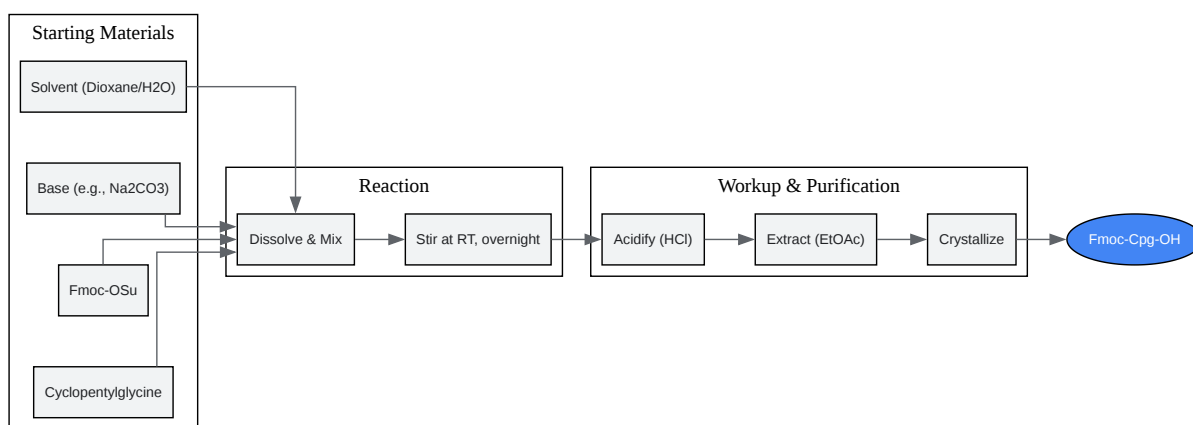 Starting Materials
Solvent (Dioxane/H2O)
Base (e.g., Na2CO3)
Fmoc-OSu
Cyclopentylglycine
Reaction
Dissolve & Mix
Stir at RT, overnight
Workup & Purification
Acidify (HCl)
Extract (EtOAc)
Crystallize
Fmoc-Cpg-OH